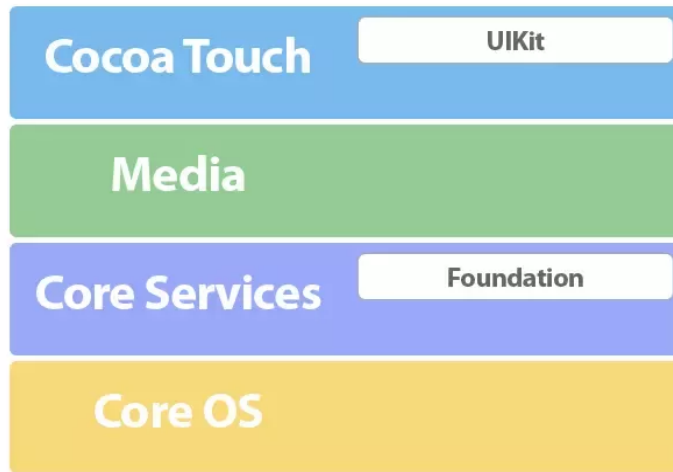 Cocoa Touch
UIKit
Media
Core Services
Foundation
Core OS